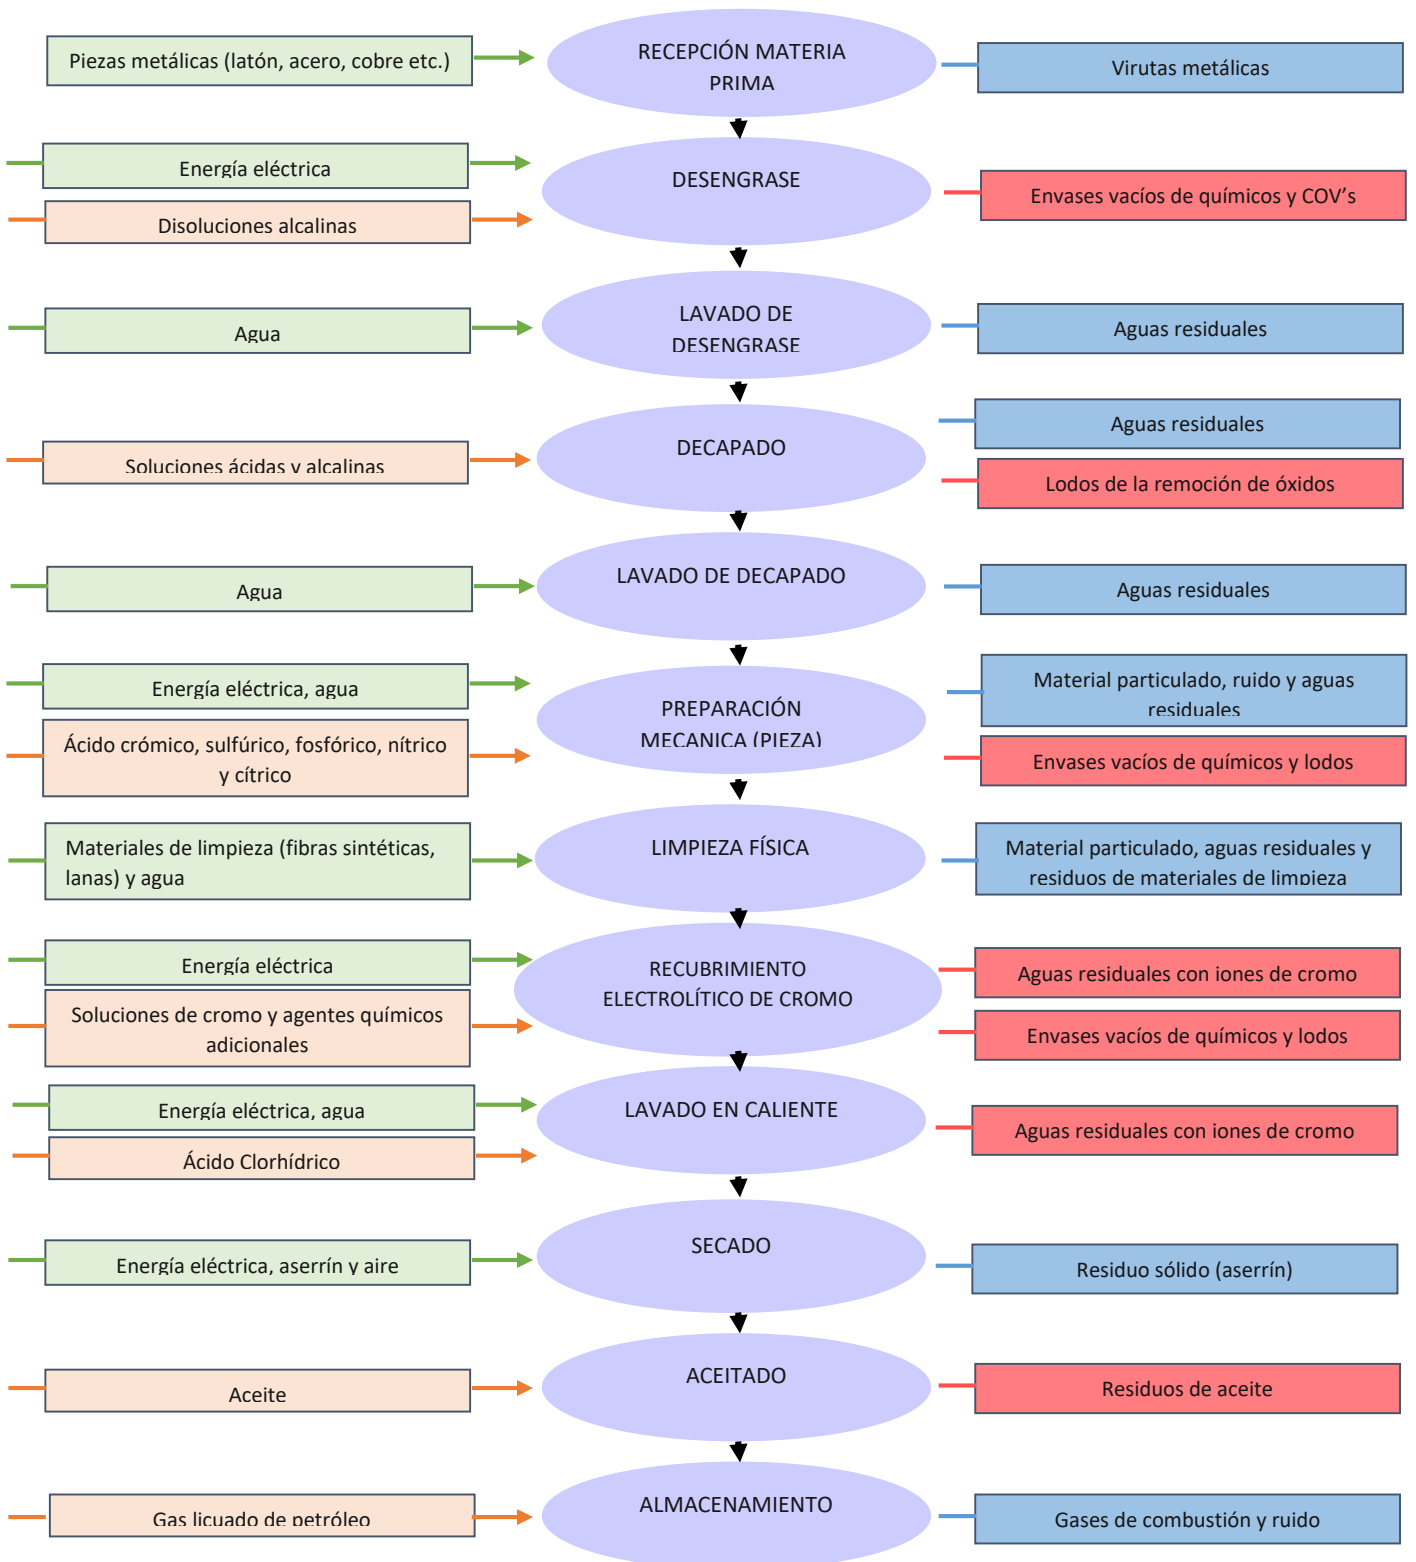 Piezas metálicas (latón, acero, cobre etc.)
RECEPCIÓN MATERIA
PRIMA
Virutas metálicas
Energía eléctrica
Disoluciones alcalinas
DESENGRASE
Envases vacíos de químicos y COV’s
Agua
LAVADO DE
DESENGRASE
Aguas residuales
Soluciones ácidas y alcalinas
DECAPADO
Aguas residuales
Lodos de la remoción de óxidos
Agua
LAVADO DE DECAPADO
Aguas residuales
Energía eléctrica, agua
Ácido crómico, sulfúrico, fosfórico, nítrico
y cítrico
PREPARACIÓN
MECANICA (PIEZA)
Material particulado, ruido y aguas
residuales
Envases vacíos de químicos y lodos
Materiales de limpieza (fibras sintéticas,
lanas) y agua
LIMPIEZA FÍSICA
Material particulado, aguas residuales y
residuos de materiales de limpieza
Energía eléctrica
Soluciones de cromo y agentes químicos
adicionales
RECUBRIMIENTO
ELECTROLÍTICO DE CROMO
Aguas residuales con iones de cromo
Envases vacíos de químicos y lodos
Energía eléctrica, agua
Ácido Clorhídrico
LAVADO EN CALIENTE
Aguas residuales con iones de cromo
Energía eléctrica, aserrín y aire
SECADO
Residuo sólido (aserrín)
Aceite
ACEITADO
Residuos de aceite
Gas licuado de petróleo
ALMACENAMIENTO
Gases de combustión y ruido